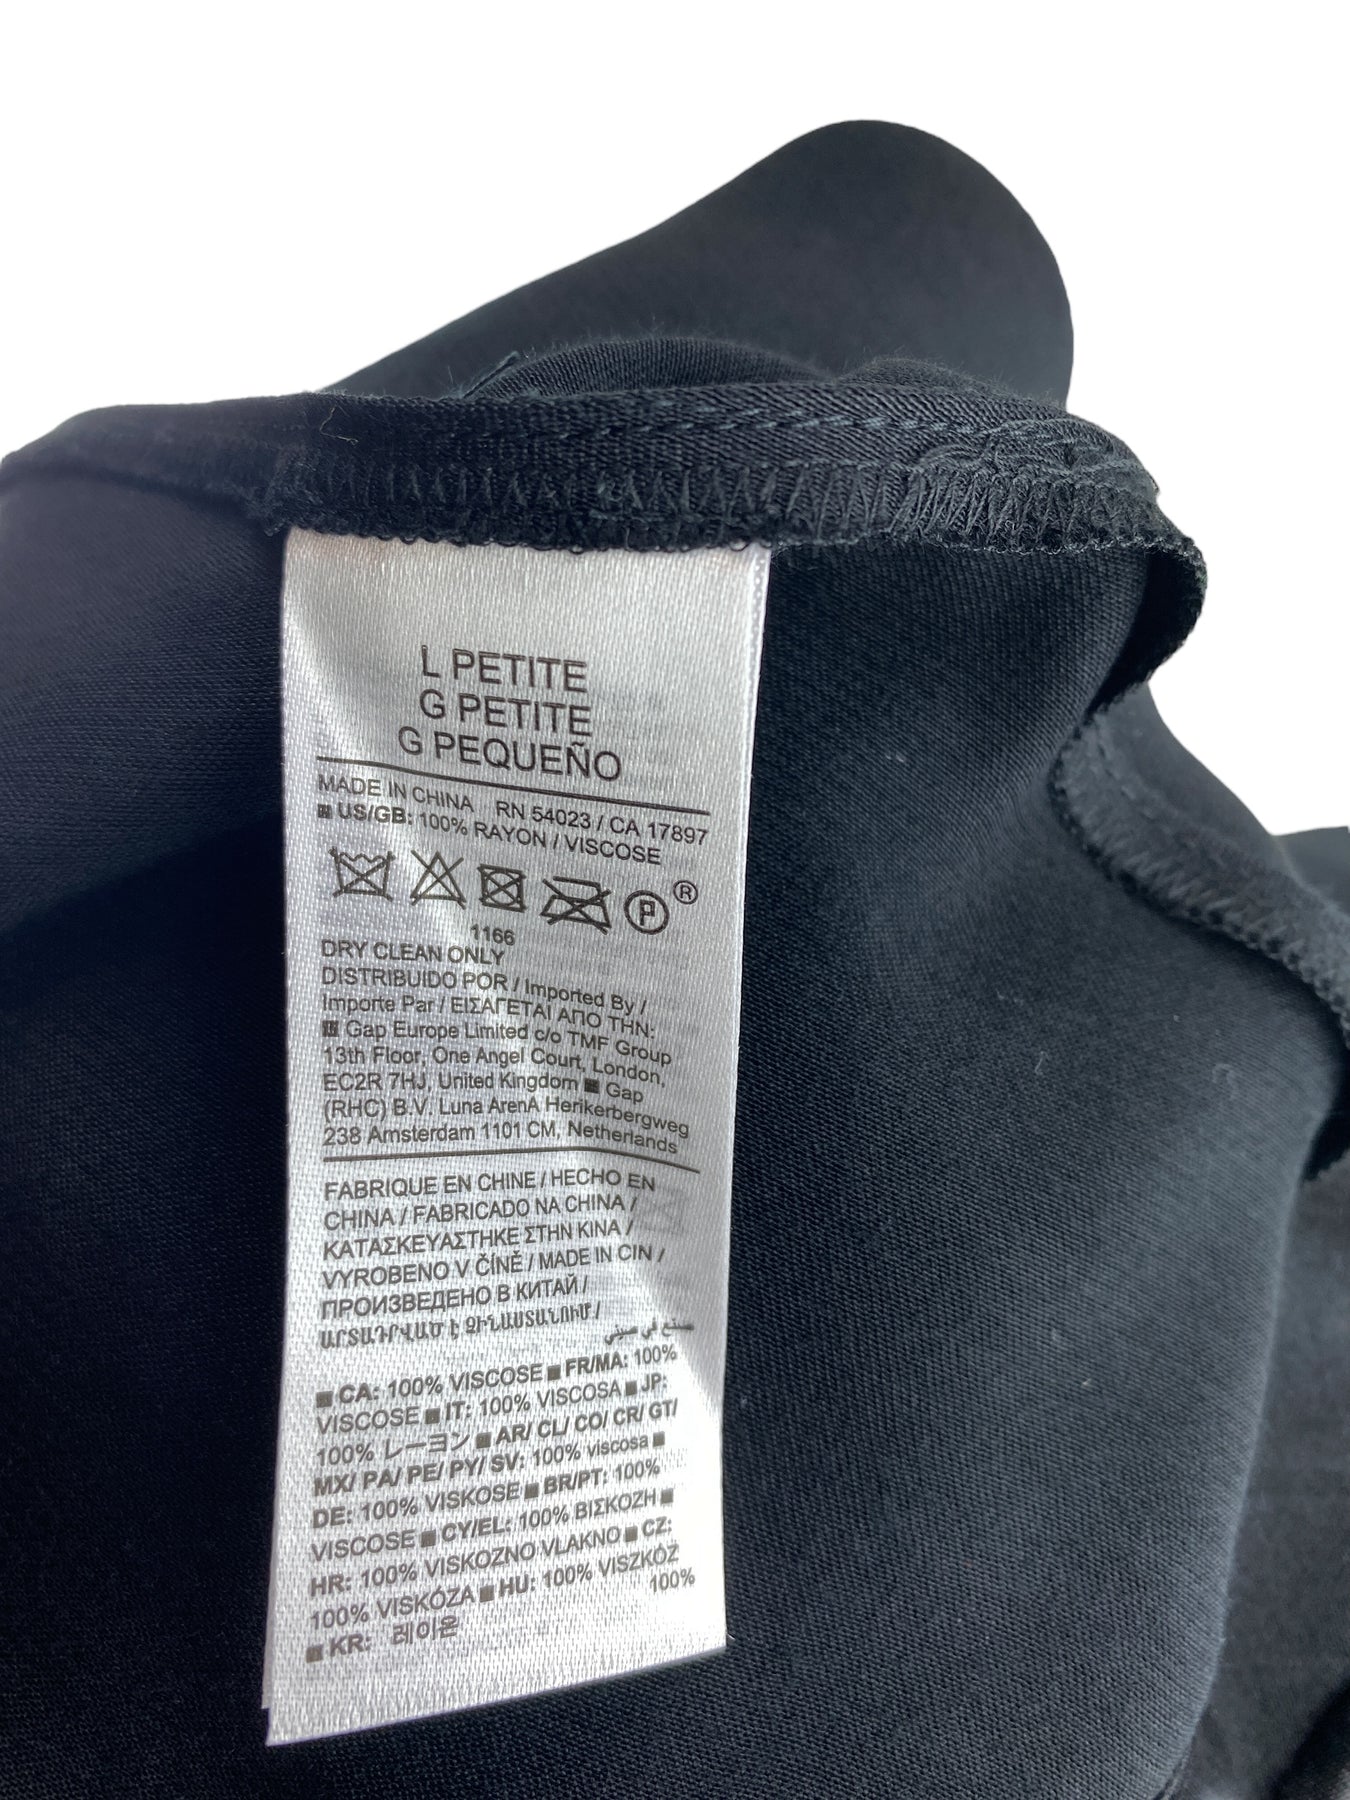 L PETITE
G PETITE
G PEQUEÑO
MADE IN CHINA RN 54023 / CA 17897
■ US/GB: 100% RAYON / VISCOSE
P ®
1166
DRY CLEAN ONLY
DISTRIBUIDO POR / Imported By /
Importe Par / ΕΙΣΑΓΕΤΑΙ ΑΠΟ ΤΗΝ:
■ Gap Europe Limited c/o TMF Group
13th Floor, One Angel Court, London,
EC2R 7HJ, United Kingdom ■ Gap
(RHC) B.V. Luna ArenA Herikerbergweg
238 Amsterdam 1101 CM, Netherlands
FABRIQUE EN CHINE / HECHO EN
CHINA / FABRICADO NA CHINA /
ΚΑΤΑΣΚΕΥΑΣΤΗΚΕ ΣΤΗΝ ΚΙΝΑ /
VYROBENO V ČÍNĚ / MADE IN CIN /
ПРОИЗВЕДЕНО В КИТАЙ /
ԱՐՏԱԴՐՎԱԾ Է ՉԻՆԱՍՏԱՆՈՒՄ /
صنع في صيني
■ CA: 100% VISCOSE ■ FR/MA: 100%
VISCOSE ■ IT: 100% VISCOSA ■ JP:
100% レーヨン ■ AR/ CL/ CO/ CR/ GT/
MX/ PA/ PE/ PY/ SV: 100% viscosa ■
DE: 100% VISKOSE ■ BR/PT: 100%
VISCOSE ■ CY/EL: 100% ΒΙΣΚΟΖΗ ■
HR: 100% VISKOZNO VLAKNO ■ CZ:
100% VISKÓZA ■ HU: 100% VISZKÓZ
■ KR: 레이온 100%